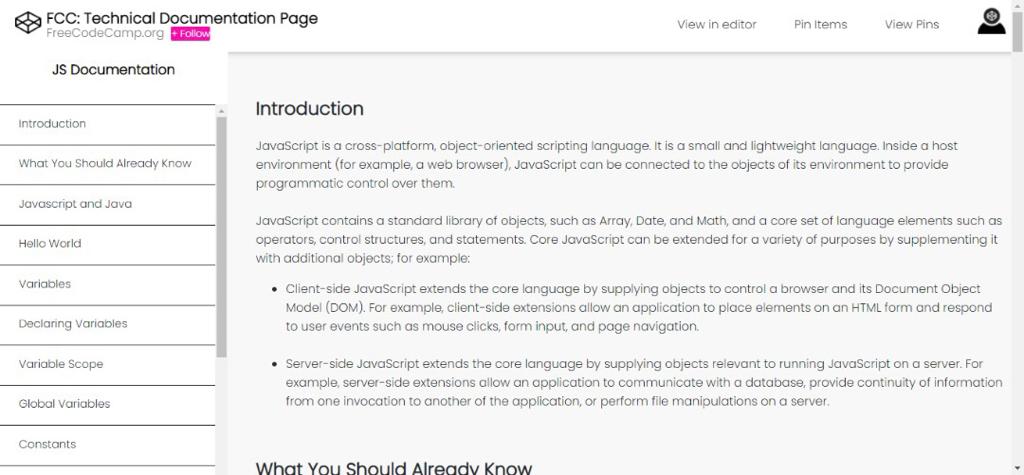 FCC: Technical Documentation Page
FreeCodeCamp.org + Follow
View in editor
Pin Items
View Pins
JS Documentation
Introduction
What You Should Already Know
Javascript and Java
Hello World
Variables
Declaring Variables
Variable Scope
Global Variables
Constants
Introduction
JavaScript is a cross-platform, object-oriented scripting language. It is a small and lightweight language. Inside a host
environment (for example, a web browser), JavaScript can be connected to the objects of its environment to provide
programmatic control over them.
JavaScript contains a standard library of objects, such as Array, Date, and Math, and a core set of language elements such as
operators, control structures, and statements. Core JavaScript can be extended for a variety of purposes by supplementing it
with additional objects; for example:
• Client-side JavaScript extends the core language by supplying objects to control a browser and its Document Object
Model (DOM). For example, client-side extensions allow an application to place elements on an HTML form and respond
to user events such as mouse clicks, form input, and page navigation.
• Server-side JavaScript extends the core language by supplying objects relevant to running JavaScript on a server. For
example, server-side extensions allow an application to communicate with a database, provide continuity of information
from one invocation to another of the application, or perform file manipulations on a server.
What You Should Already Know